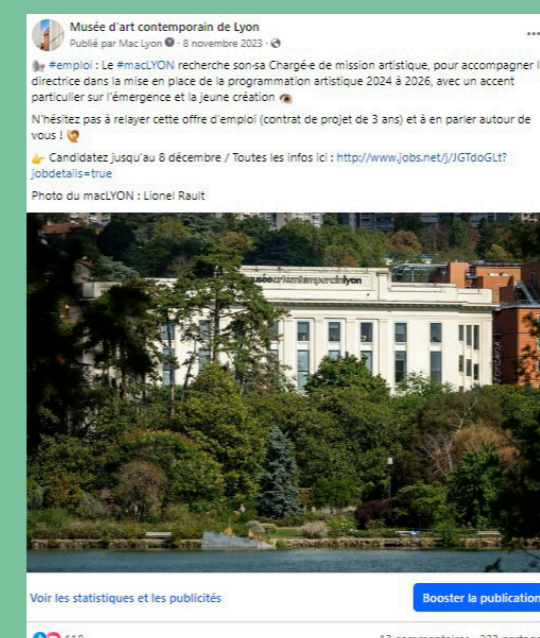 Musée d'art contemporain de Lyon
Publié par Mac Lyon · 8 novembre 2023 ·
#emploi : Le #macLYON recherche son·sa Chargé·e de mission artistique, pour accompagner l
directrice dans la mise en place de la programmation artistique 2024 à 2026, avec un accent
particulier sur l'émergence et la jeune création
N'hésitez pas à relayer cette offre d'emploi (contrat de projet de 3 ans) et à en parler autour de
vous !
Candidatez jusqu'au 8 décembre / Toutes les infos ici : http://www.jobs.net/j/JGTdoGLt?
jobdetails=true
Photo du macLYON : Lionel Rault
muséeartcontemporainlyon
Voir les statistiques et les publicités
Booster la publication